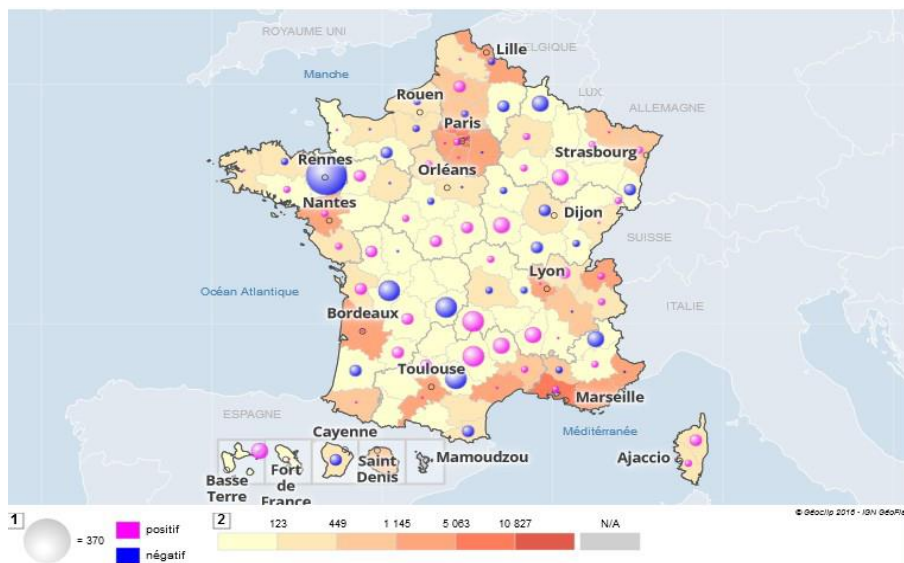 ROYAUME UNI
Lille
BELGIQUE
Manche
LUX
Rouen
ALLEMAGNE
Paris
Strasbourg
Rennes
Orléans
Nantes
Dijon
SUISSE
Lyon
Océan Atlantique
ITALIE
Bordeaux
Toulouse
Marseille
ESPAGNE
Cayenne
Méditérranée
Ajaccio
Basse
Terre
Fort
de
France
Saint
Denis
Mamoudzou
© Géoclip 2016 - IGN GéoFla
1
= 370
positif
négatif
2
123 449 1 145 5 063 10 827 N/A